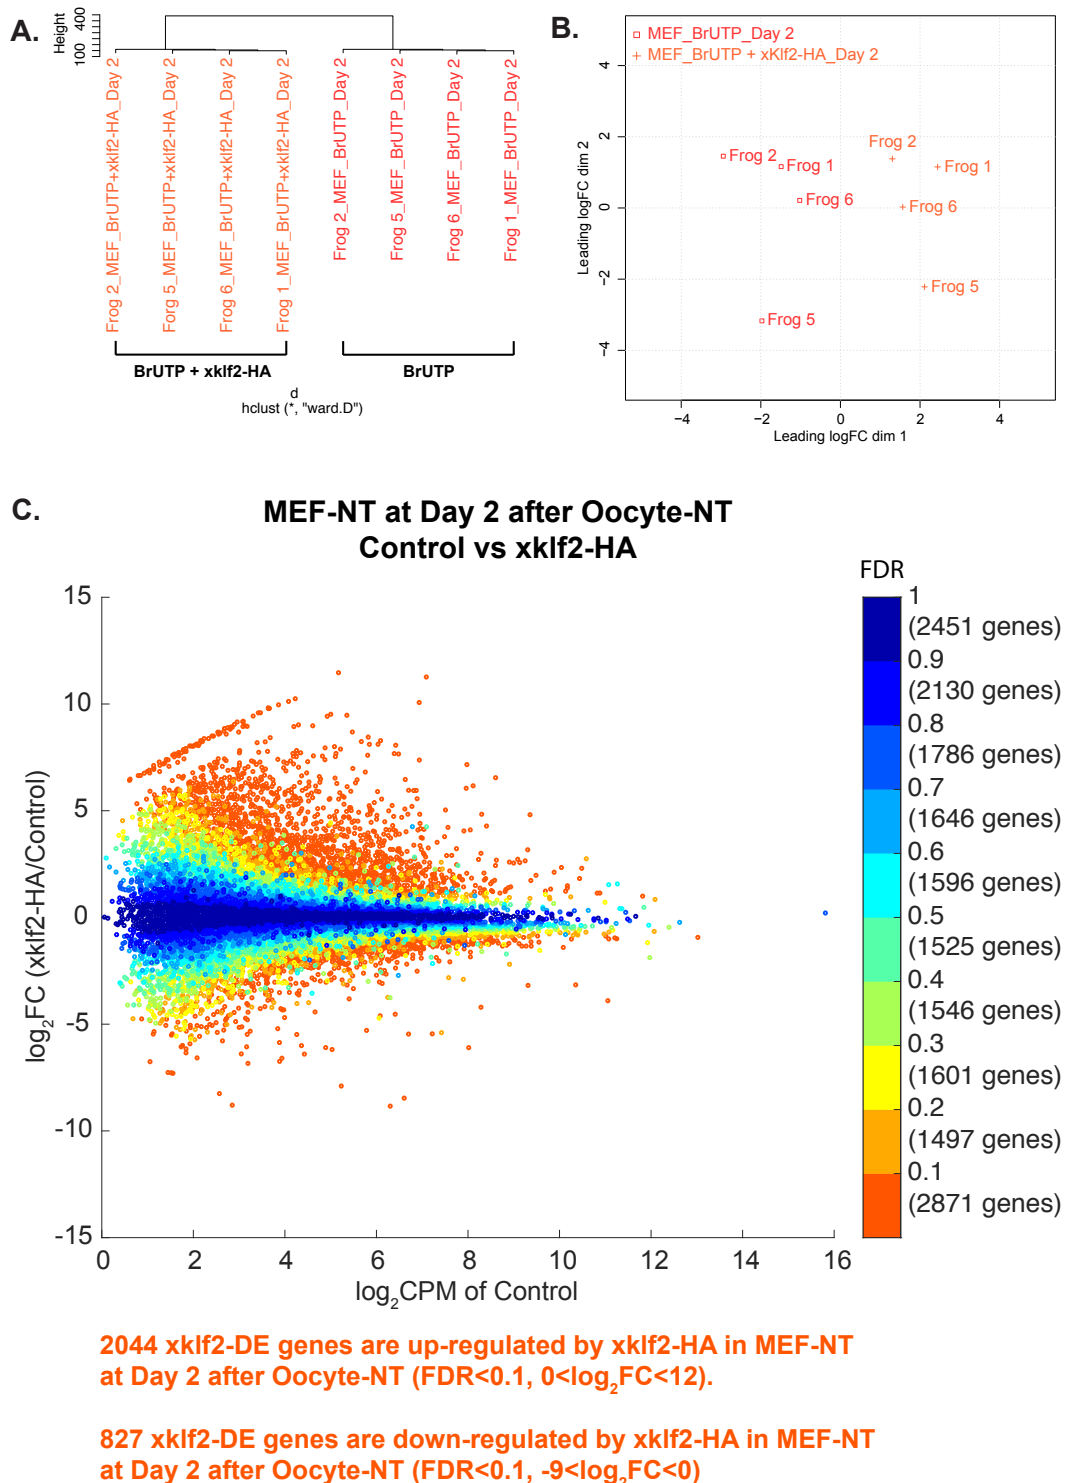 A.
Height
100 400
Frog 2_MEF_BrUTP+xklf2-HA_Day 2
Forg 5_MEF_BrUTP+xklf2-HA_Day 2
Frog 6_MEF_BrUTP+xklf2-HA_Day 2
Frog 1_MEF_BrUTP+xklf2-HA_Day 2
Frog 2_MEF_BrUTP_Day 2
Frog 5_MEF_BrUTP_Day 2
Frog 6_MEF_BrUTP_Day 2
Frog 1_MEF_BrUTP_Day 2
BrUTP + xklf2-HA
BrUTP
d
hclust (*, "ward.D")
B.
MEF_BrUTP_Day 2
MEF_BrUTP + xKlf2-HA_Day 2
Leading logFC dim 2
4
2
0
−2
−4
Frog 2
Frog 1
Frog 6
Frog 5
Frog 2
Frog 1
Frog 6
Frog 5
−4 −2 0 2 4
Leading logFC dim 1
C.
MEF-NT at Day 2 after Oocyte-NT
Control vs xklf2-HA
log2FC (xklf2-HA/Control)
15
10
5
0
-5
-10
-15
0 2 4 6 8 10 12 14 16
log2CPM of Control
FDR
1
(2451 genes)
0.9
(2130 genes)
0.8
(1786 genes)
0.7
(1646 genes)
0.6
(1596 genes)
0.5
(1525 genes)
0.4
(1546 genes)
0.3
(1601 genes)
0.2
(1497 genes)
0.1
(2871 genes)
2044 xklf2-DE genes are up-regulated by xklf2-HA in MEF-NT
at Day 2 after Oocyte-NT (FDR<0.1, 0<log2FC<12).
827 xklf2-DE genes are down-regulated by xklf2-HA in MEF-NT
at Day 2 after Oocyte-NT (FDR<0.1, -9<log2FC<0)